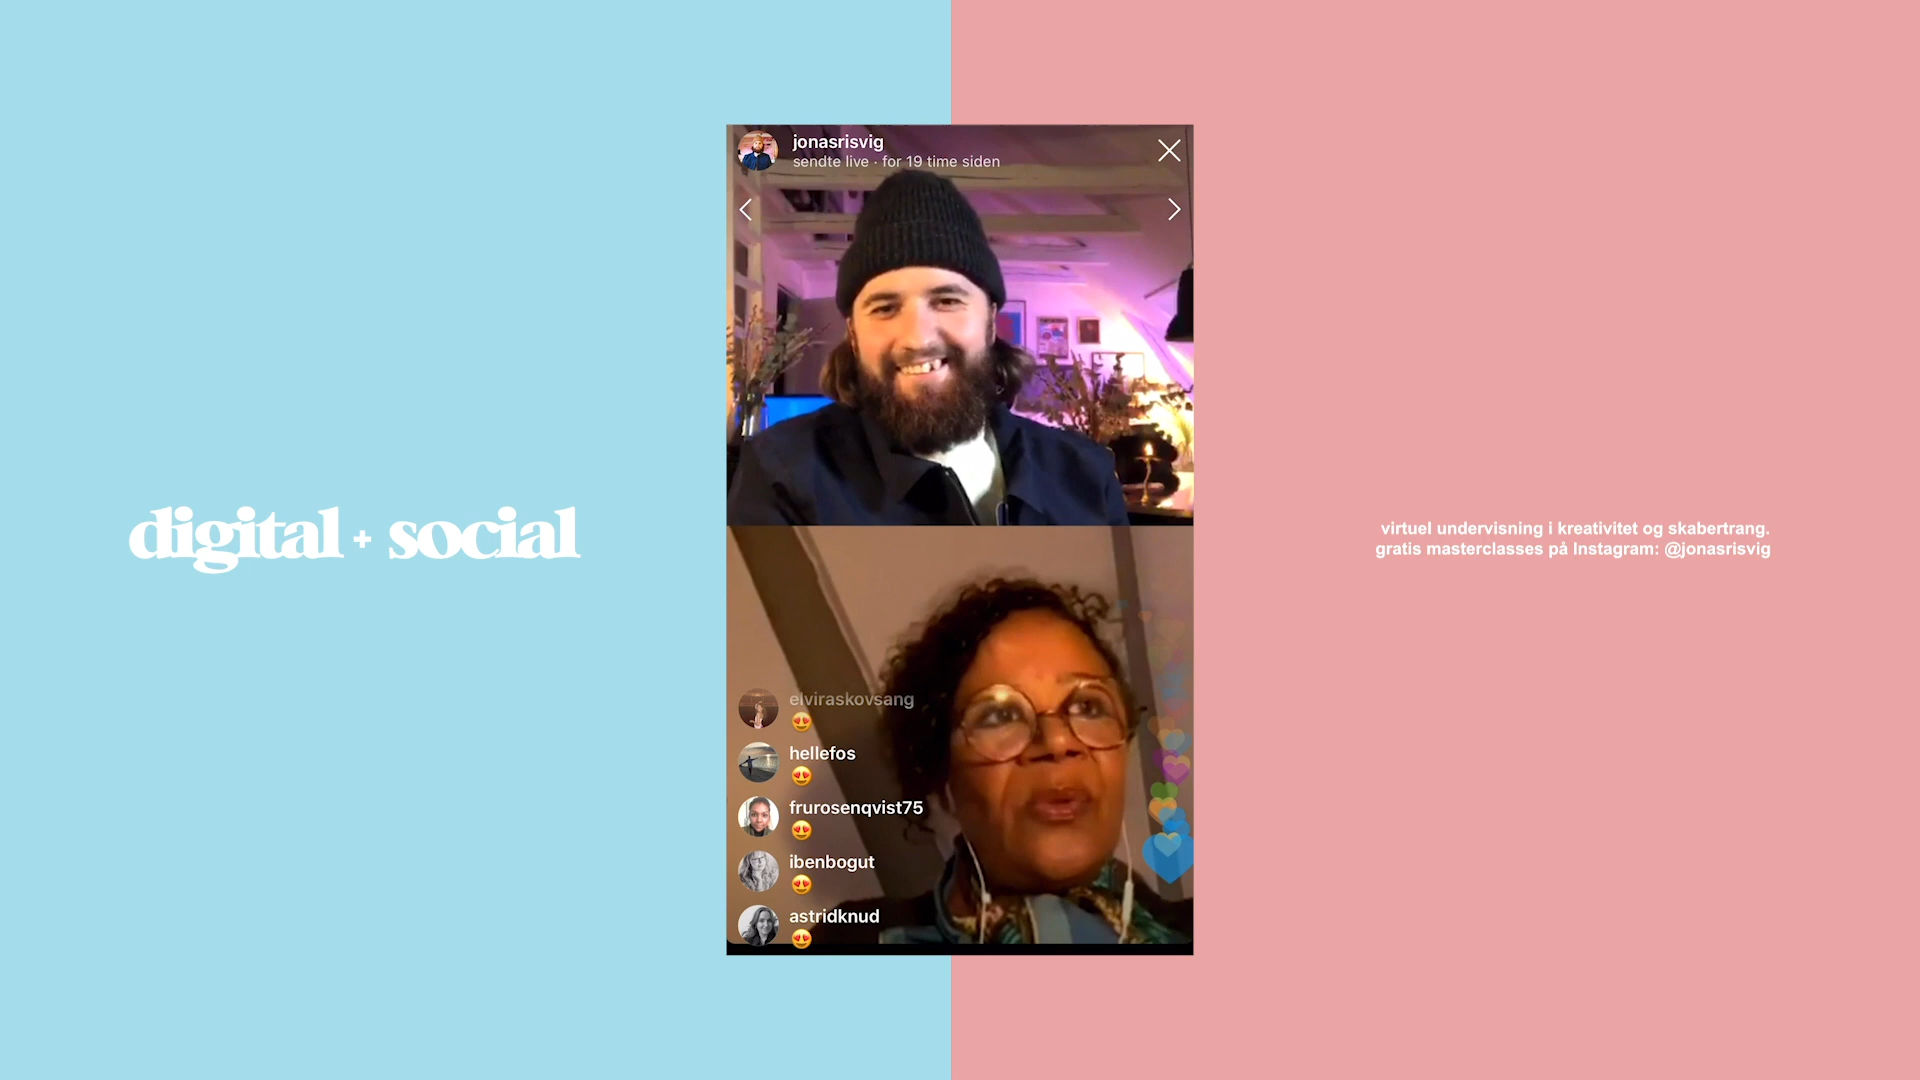 digital + social
jonasrisvig
sendte live · for 19 time siden
elviraskovsang
😍
hellefos
😍
frurosenqvist75
😍
ibenbogut
😍
astridknud
😍
virtuel undervisning i kreativitet og skabertrang.
gratis masterclasses på Instagram: @jonasrisvig